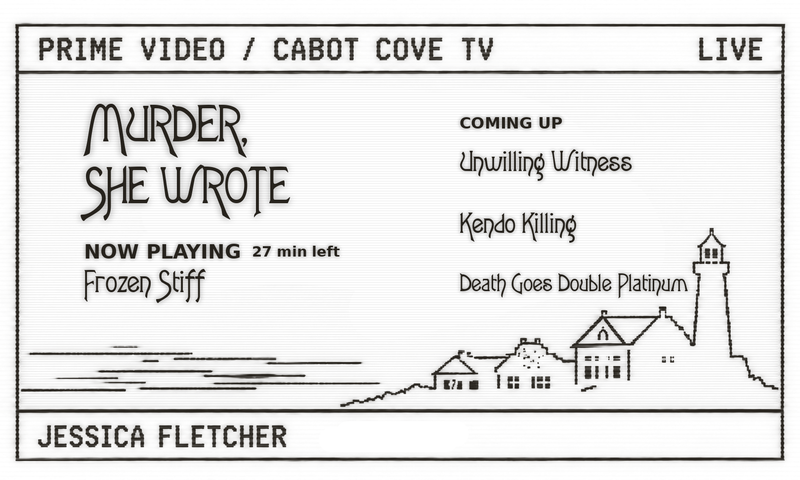 PRIME VIDEO / CABOT COVE TV
LIVE
MURDER,
SHE WROTE
NOW PLAYING 27 min left
Frozen Stiff
COMING UP
Unwilling Witness
Kendo Killing
Death Goes Double Platinum
JESSICA FLETCHER